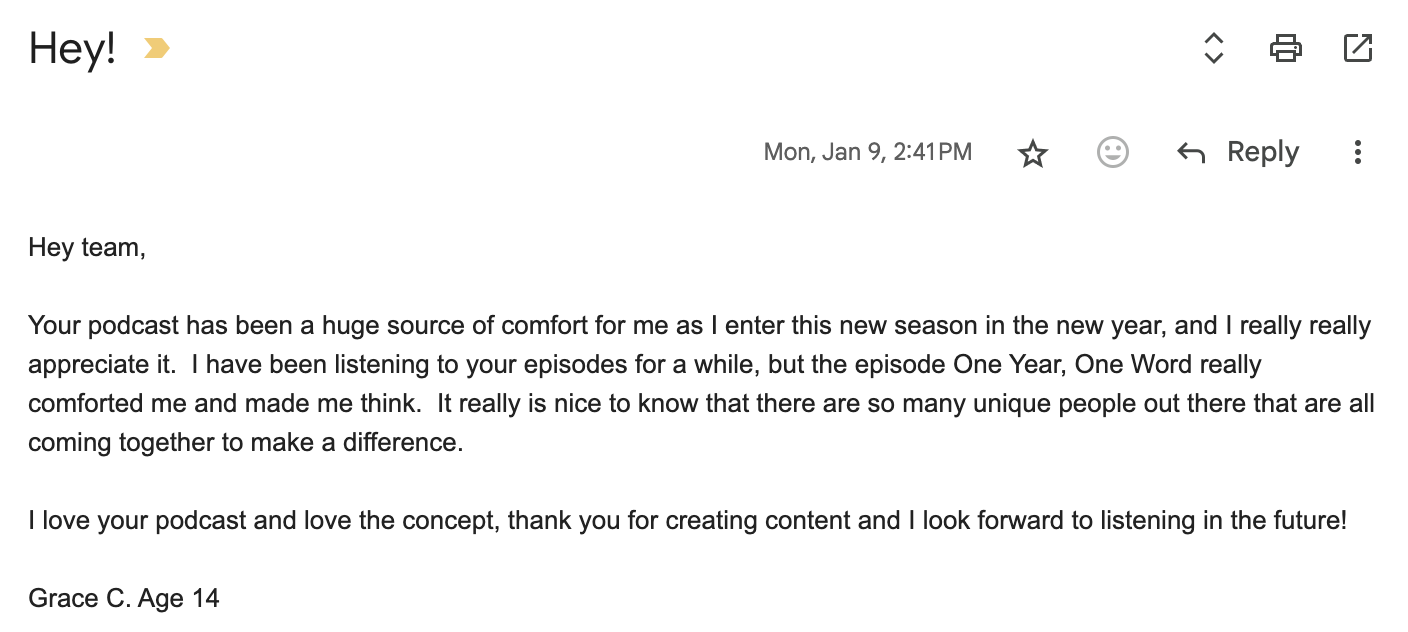 Hey!
Mon, Jan 9, 2:41 PM
Reply
Hey team,
Your podcast has been a huge source of comfort for me as I enter this new season in the new year, and I really really
appreciate it.  I have been listening to your episodes for a while, but the episode One Year, One Word really
comforted me and made me think.  It really is nice to know that there are so many unique people out there that are all
coming together to make a difference.
I love your podcast and love the concept, thank you for creating content and I look forward to listening in the future!
Grace C. Age 14